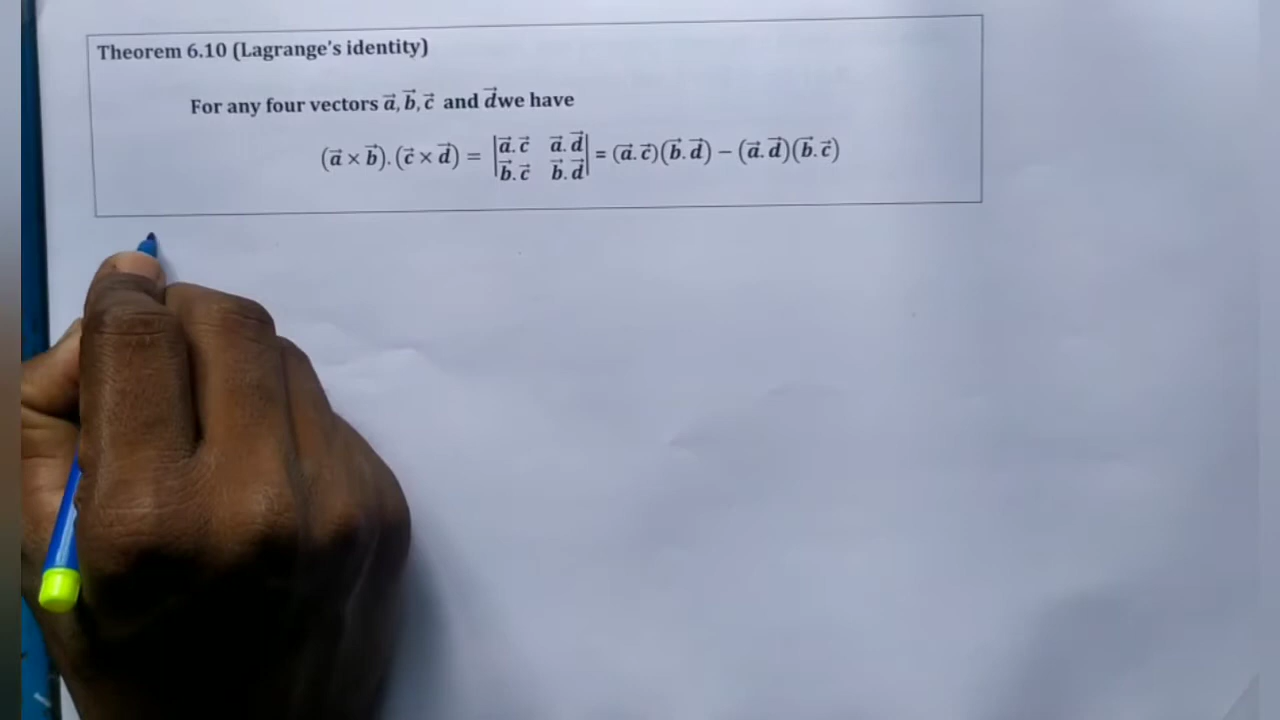 Theorem 6.10 (Lagrange's identity)
For any four vectors a⃗, b⃗, c⃗ and d⃗we have
(a⃗ × b⃗). (c⃗ × d⃗) = |a⃗. c⃗ a⃗. d⃗| = (a⃗. c⃗)(b⃗. d⃗) − (a⃗. d⃗)(b⃗. c⃗)
|b⃗. c⃗ b⃗. d⃗|